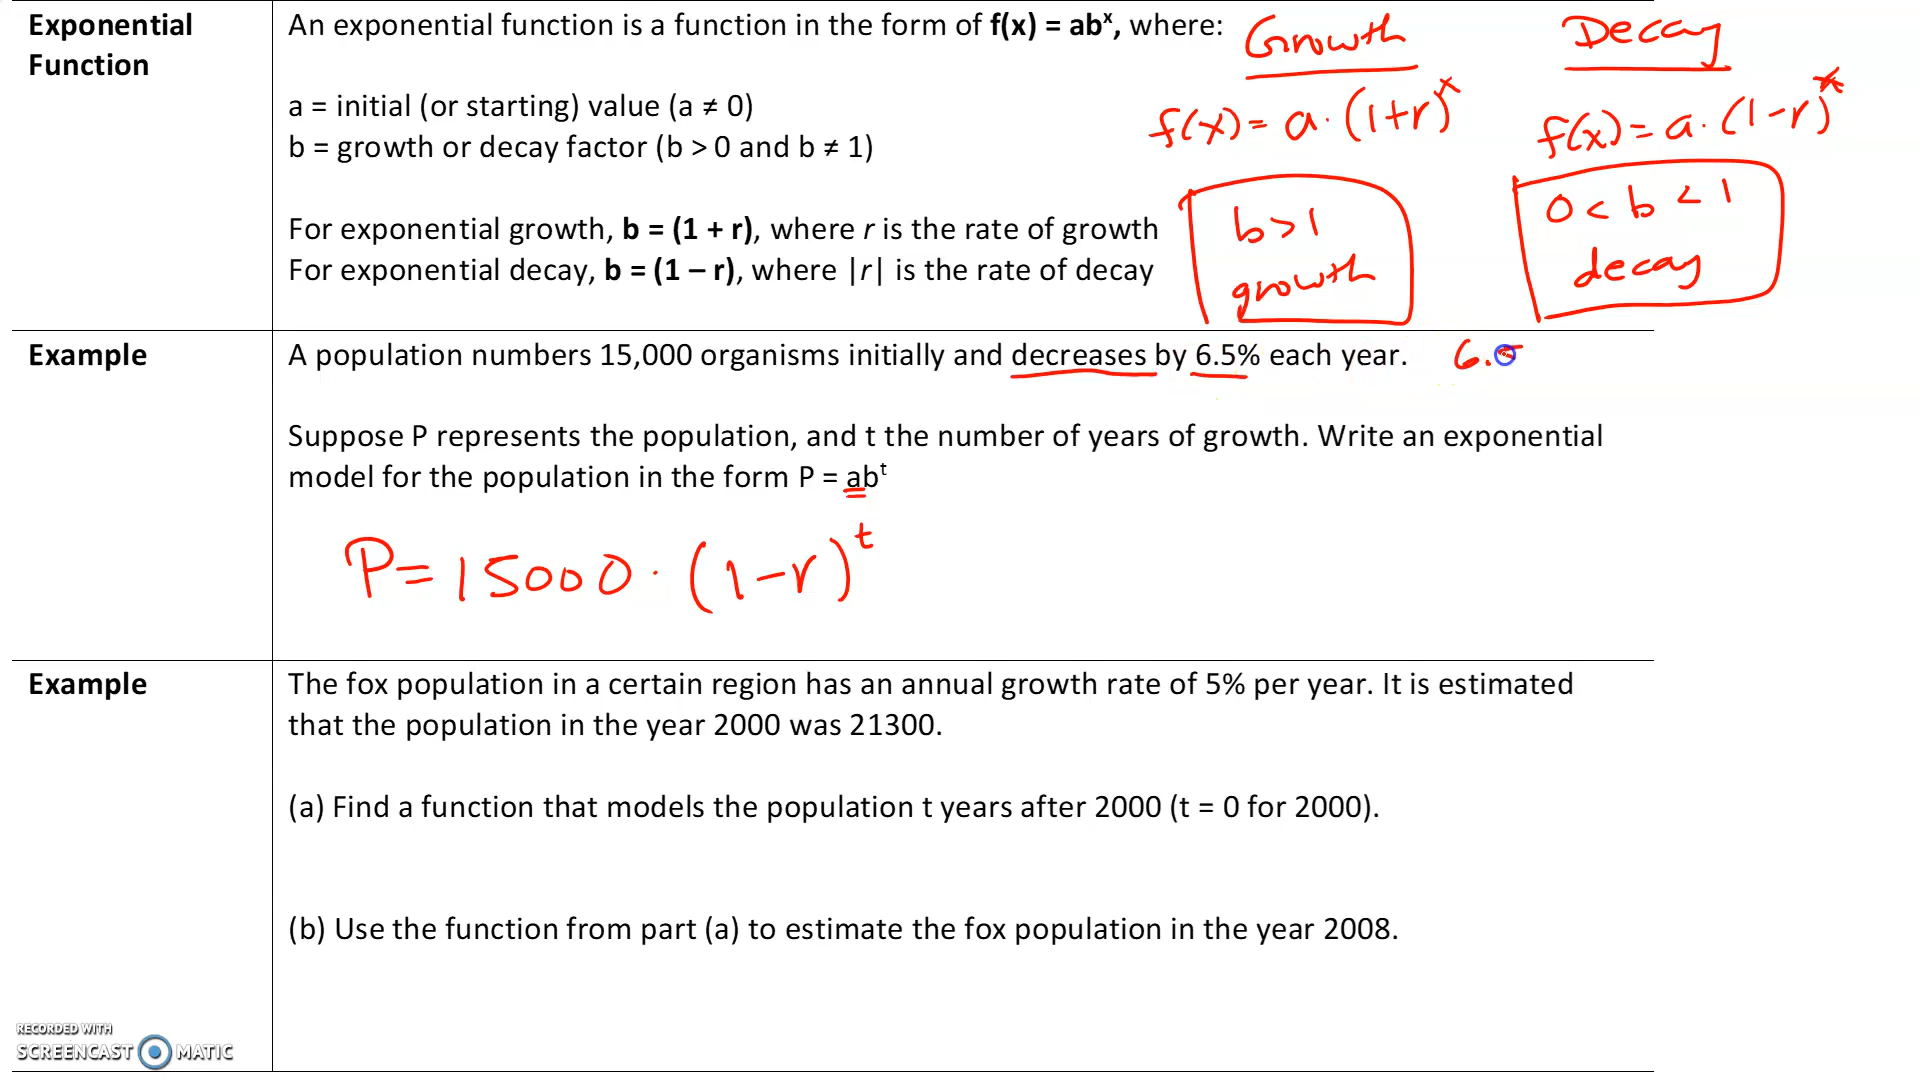 Exponential Function
An exponential function is a function in the form of f(x) = abˣ, where:
a = initial (or starting) value (a ≠ 0)
b = growth or decay factor (b > 0 and b ≠ 1)
For exponential growth, b = (1 + r), where r is the rate of growth
For exponential decay, b = (1 – r), where |r| is the rate of decay
Growth
f(x) = a · (1+r)ˣ
b > 1
growth
Decay
f(x) = a · (1-r)ˣ
0 < b < 1
decay
Example
A population numbers 15,000 organisms initially and decreases by 6.5% each year.
6.5
Suppose P represents the population, and t the number of years of growth. Write an exponential
model for the population in the form P = abᵗ
P = 15000 · (1-r)ᵗ
Example
The fox population in a certain region has an annual growth rate of 5% per year. It is estimated
that the population in the year 2000 was 21300.
(a) Find a function that models the population t years after 2000 (t = 0 for 2000).
(b) Use the function from part (a) to estimate the fox population in the year 2008.
RECORDED WITH
SCREENCAST MATIC